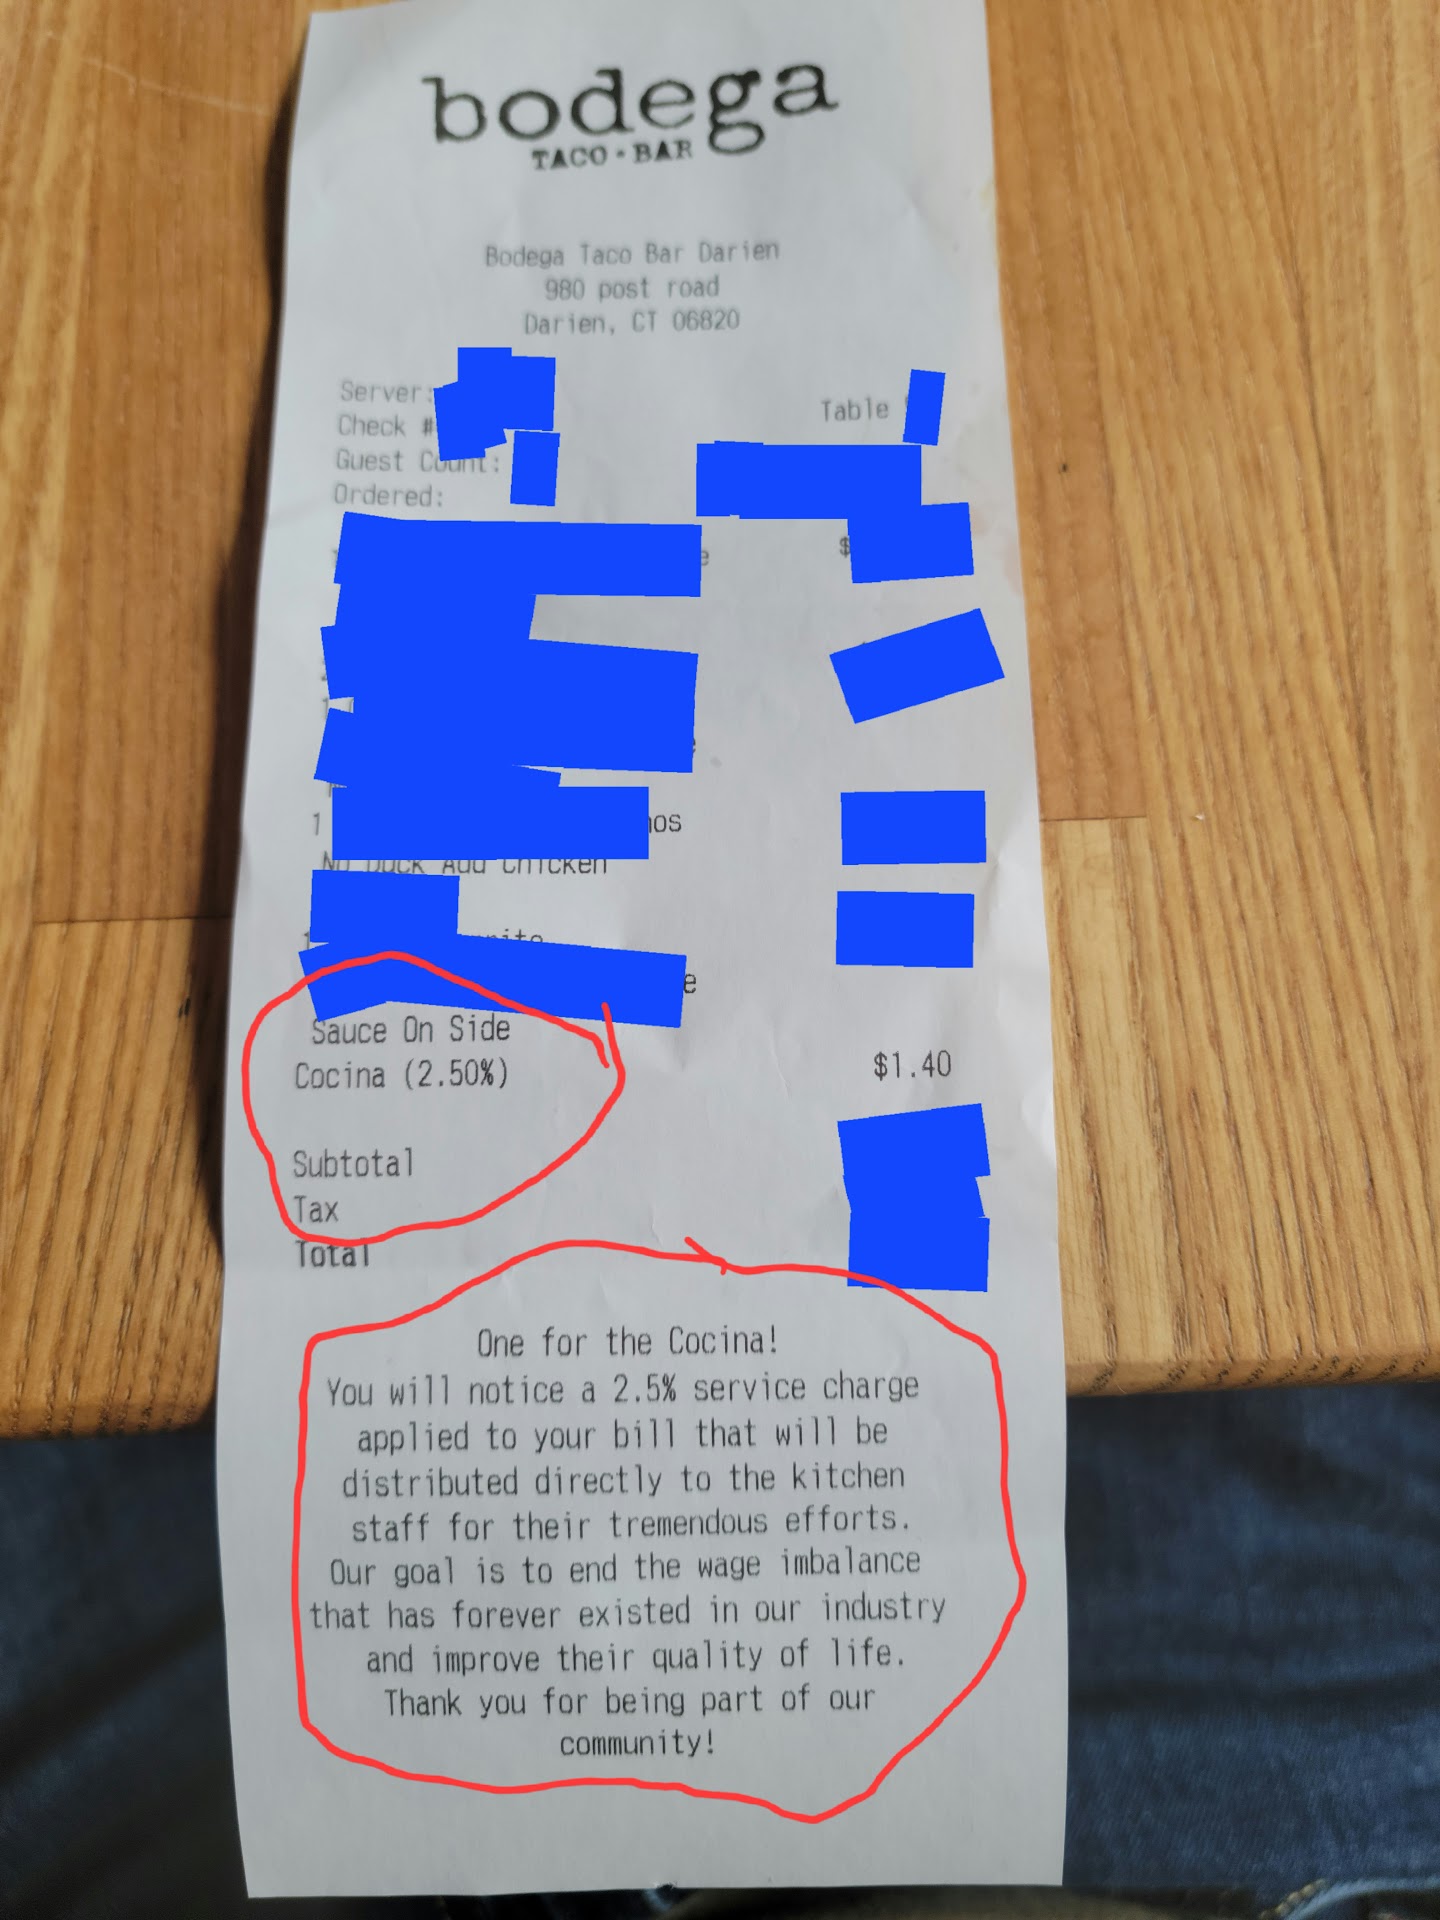 bodega
TACO • BAR
Bodega Taco Bar Darien
980 post road
Darien, CT 06820
Server:
Table
Check #
Guest Count:
Ordered:
$
1
No Duck Add Chicken
Sauce On Side
Cocina (2.50%) $1.40
Subtotal
Tax
Total
One for the Cocina!
You will notice a 2.5% service charge
applied to your bill that will be
distributed directly to the kitchen
staff for their tremendous efforts.
Our goal is to end the wage imbalance
that has forever existed in our industry
and improve their quality of life.
Thank you for being part of our
community!